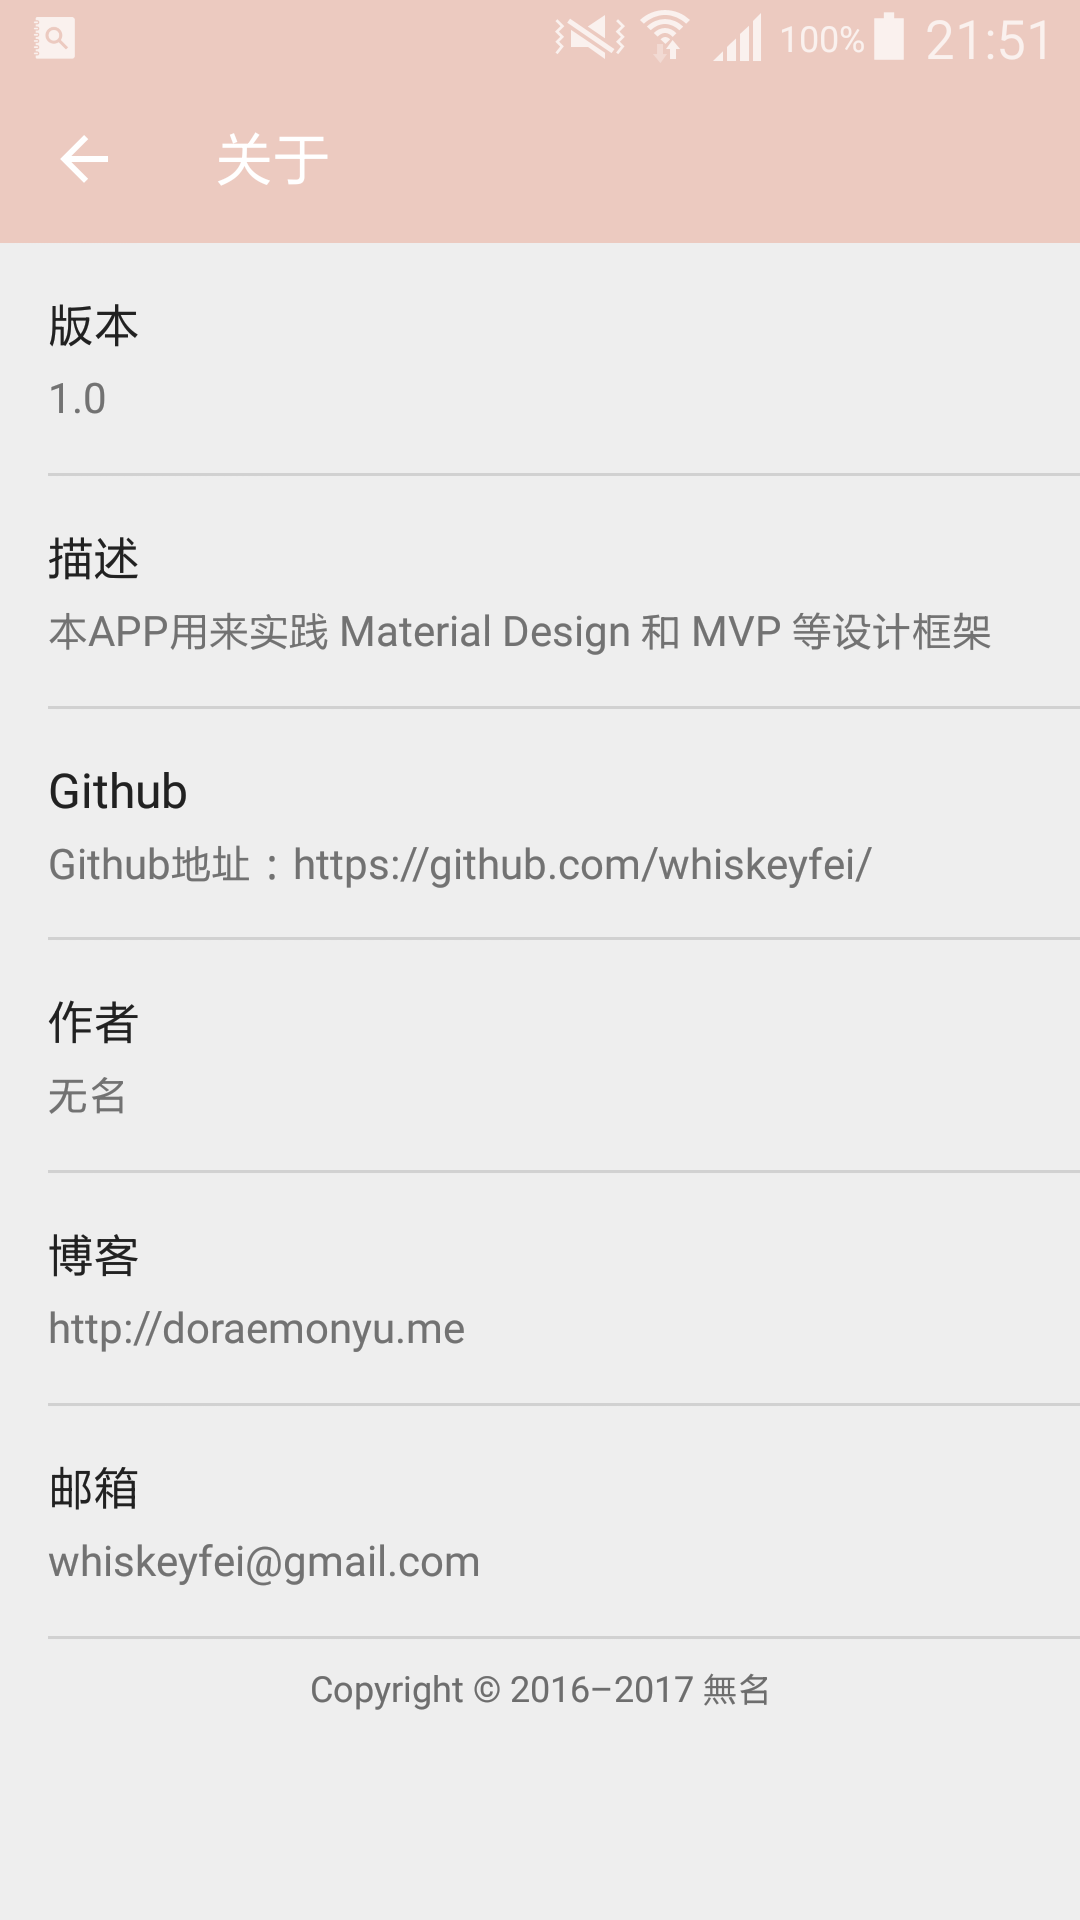 100% 21:51
关于
版本
1.0
描述
本APP用来实践 Material Design 和 MVP 等设计框架
Github
Github地址：https://github.com/whiskeyfei/
作者
无名
博客
http://doraemonyu.me
邮箱
whiskeyfei@gmail.com
Copyright © 2016–2017 無名